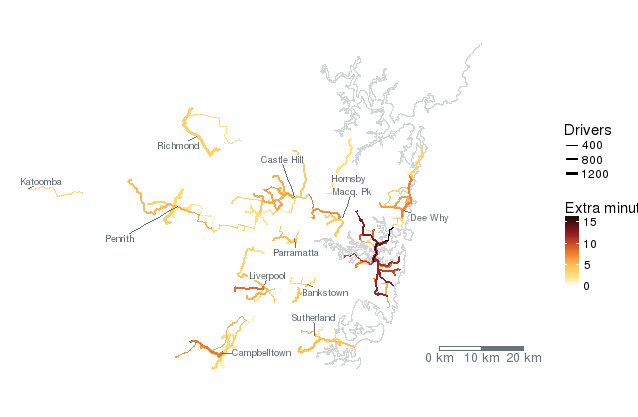 Richmond
Castle Hill
Katoomba
Hornsby
Macq. Pk
Dee Why
Penrith
Parramatta
Liverpool
Bankstown
Sutherland
Campbelltown
Drivers
400
800
1200
Extra minut
15
10
5
0
0 km 10 km 20 km